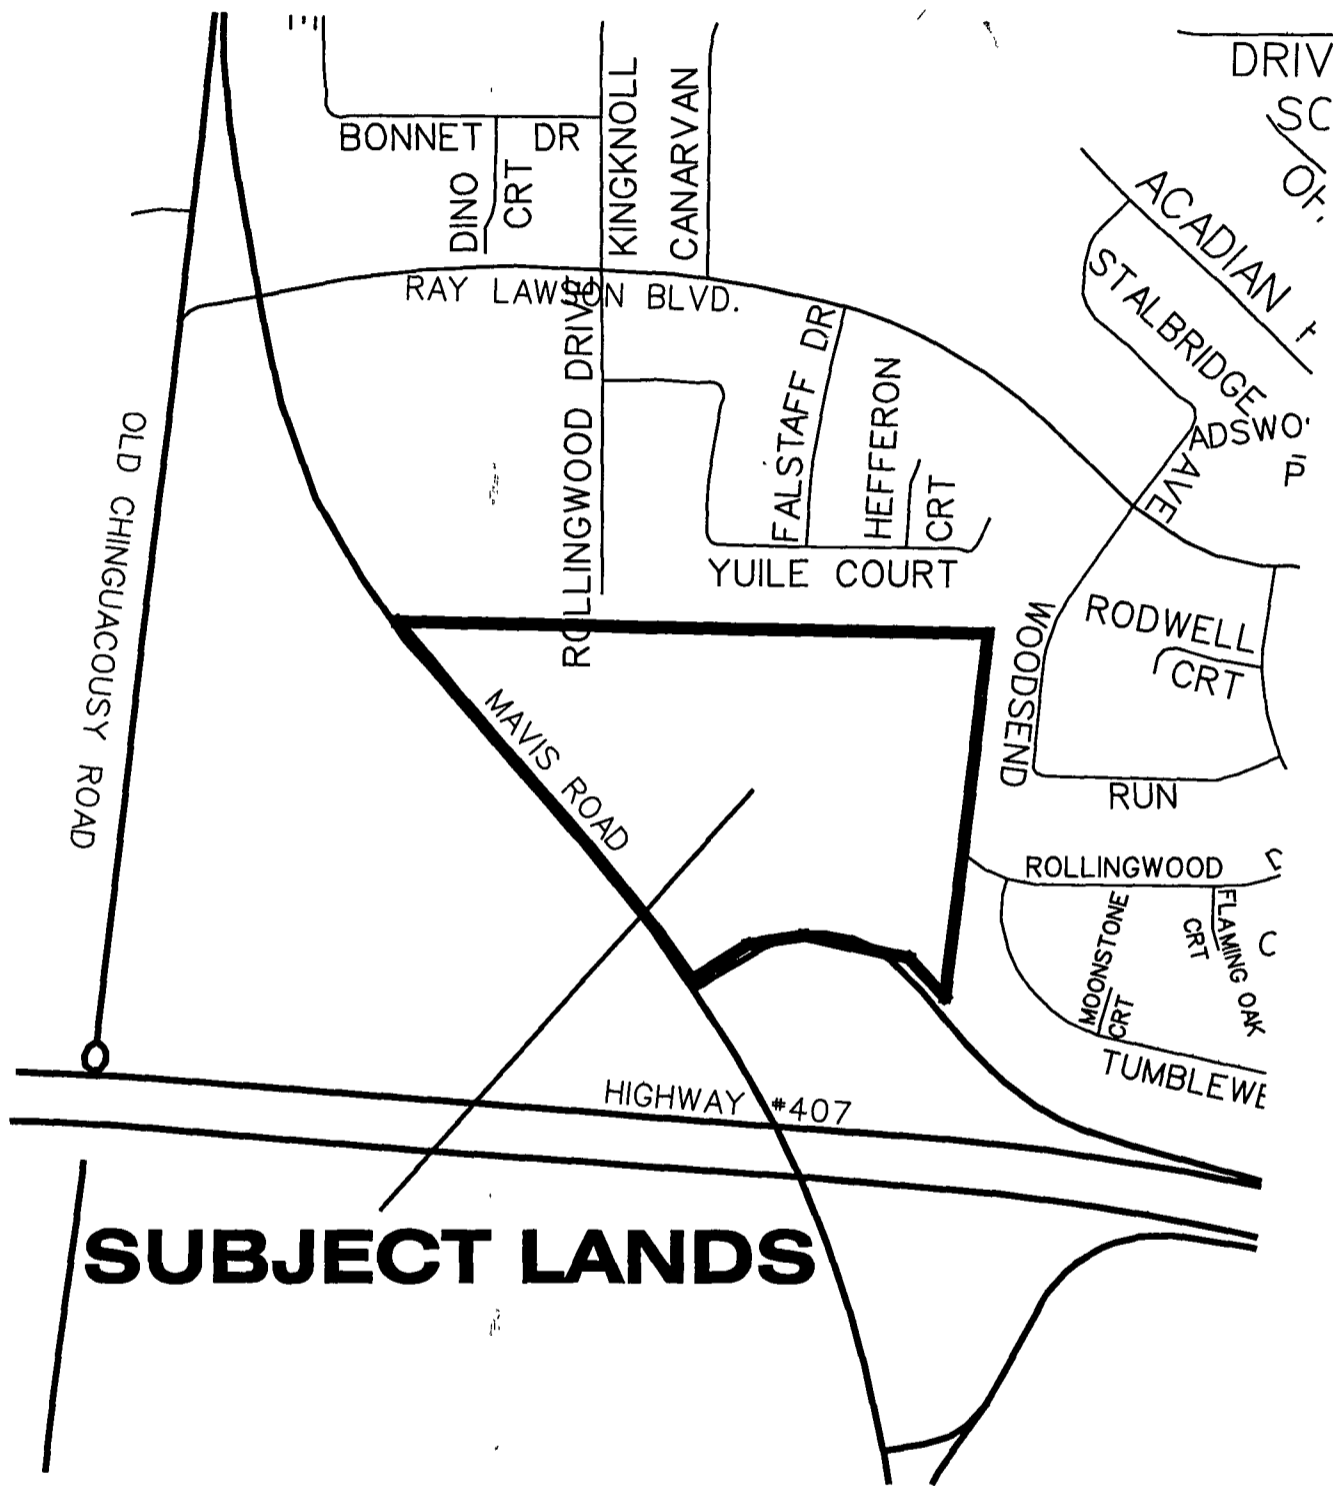 BONNET DR
DINO
CRT
KINGKNOLL
CANARVAN
DRIV
SC
ACADIAN
STALBRIDGE
AVE
RAY LAWSON BLVD.
ROLLINGWOOD DRIVE
FALSTAFF DR
HEFFERON
CRT
ADSWO
P
YUILE COURT
OLD CHINGUACOUSY ROAD
RODWELL
CRT
WOODSEND
RUN
MAVIS ROAD
ROLLINGWOOD
MOONSTONE
CRT
FLAMING OAK
CRT
C
TUMBLEWE
HIGHWAY #407
SUBJECT LANDS